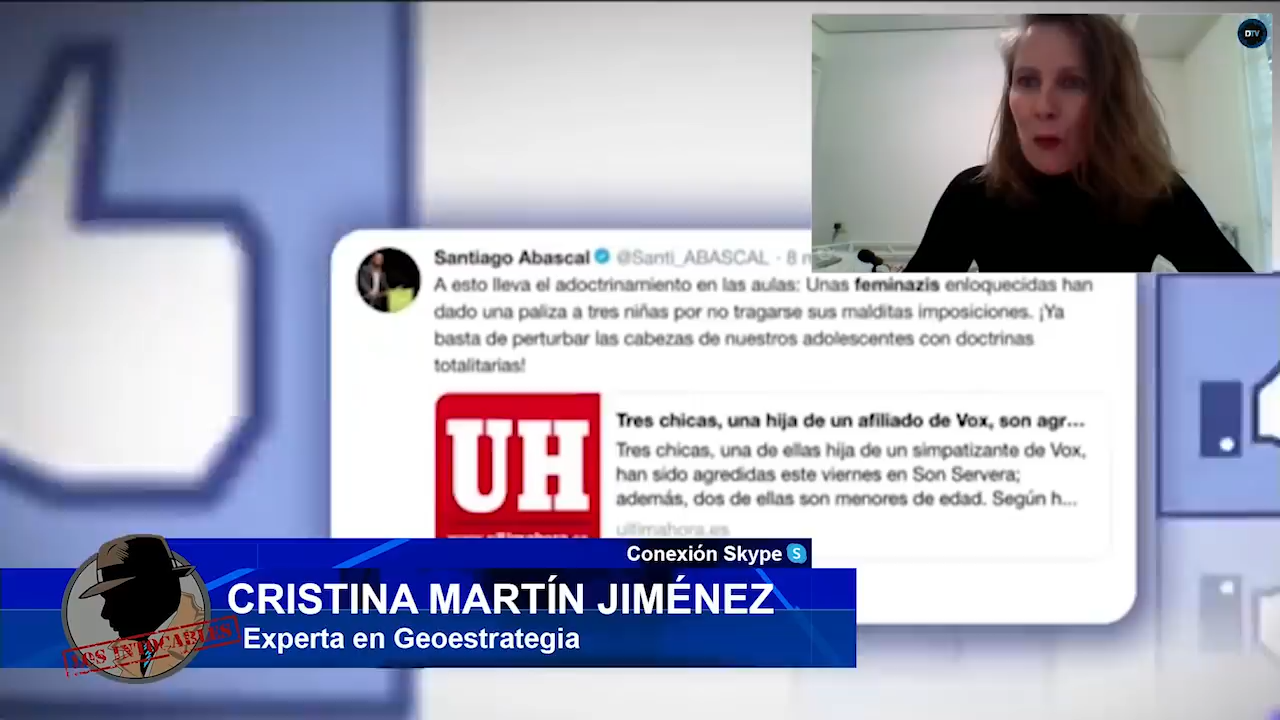 DTV
Santiago Abascal @Santi_ABASCAL · 8
A esto lleva el adoctrinamiento en las aulas: Unas feminazis enloquecidas han
dado una paliza a tres niñas por no tragarse sus malditas imposiciones. ¡Ya
basta de perturbar las cabezas de nuestros adolescentes con doctrinas
totalitarias!
UH
Tres chicas, una hija de un afiliado de Vox, son agr...
Tres chicas, una de ellas hija de un simpatizante de Vox,
han sido agredidas este viernes en Son Servera;
además, dos de ellas son menores de edad. Según h...
ultimahora.es
Conexión Skype
CRISTINA MARTÍN JIMÉNEZ
Experta en Geoestrategia
LOS INTOCABLES